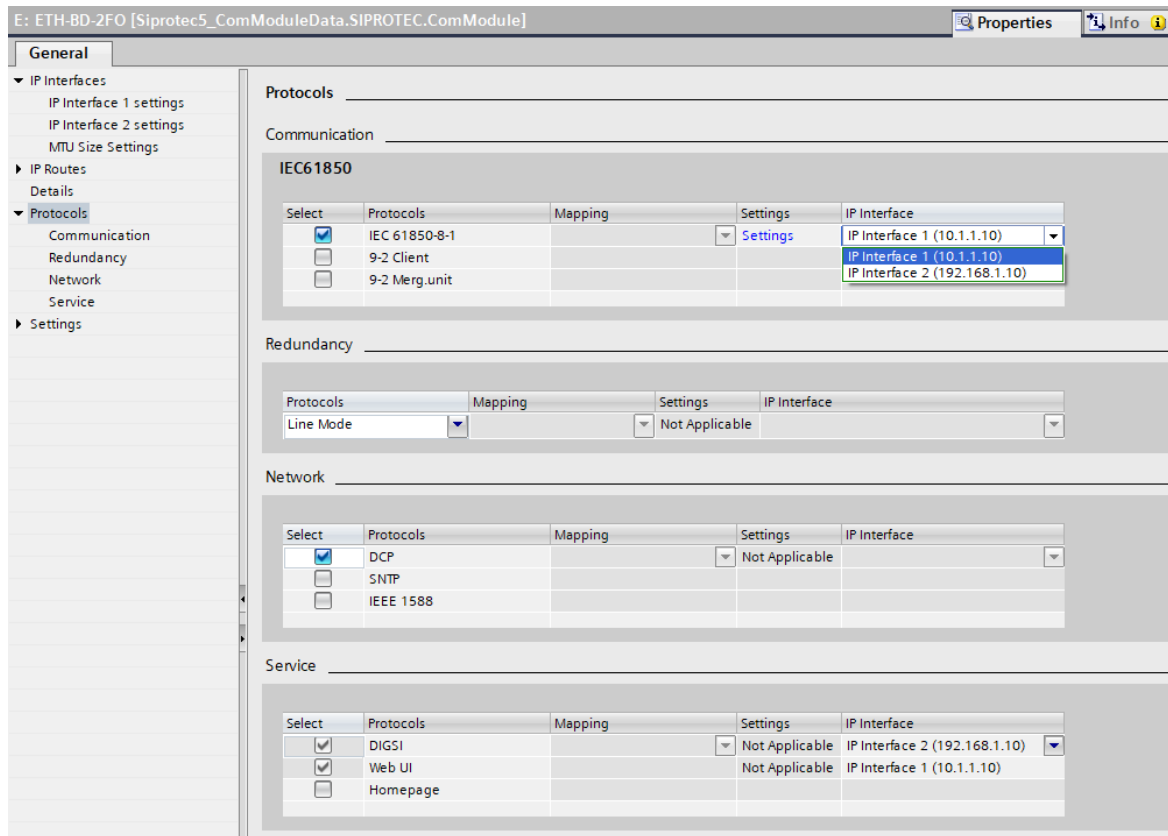 E: ETH-BD-2FO [Siprotec5_ComModuleData.SIPROTEC.ComModule]
Properties
Info
General
IP Interfaces
IP Interface 1 settings
IP Interface 2 settings
MTU Size Settings
IP Routes
Details
Protocols
Communication
Redundancy
Network
Service
Settings
Protocols
Communication
IEC61850
Select Protocols Mapping Settings IP Interface
IEC 61850-8-1 Settings IP Interface 1 (10.1.1.10)
9-2 Client IP Interface 1 (10.1.1.10)
IP Interface 2 (192.168.1.10)
9-2 Merg.unit
Redundancy
Protocols Mapping Settings IP Interface
Line Mode Not Applicable
Network
Select Protocols Mapping Settings IP Interface
DCP Not Applicable
SNTP
IEEE 1588
Service
Select Protocols Mapping Settings IP Interface
DIGSI Not Applicable IP Interface 2 (192.168.1.10)
Web UI Not Applicable IP Interface 1 (10.1.1.10)
Homepage